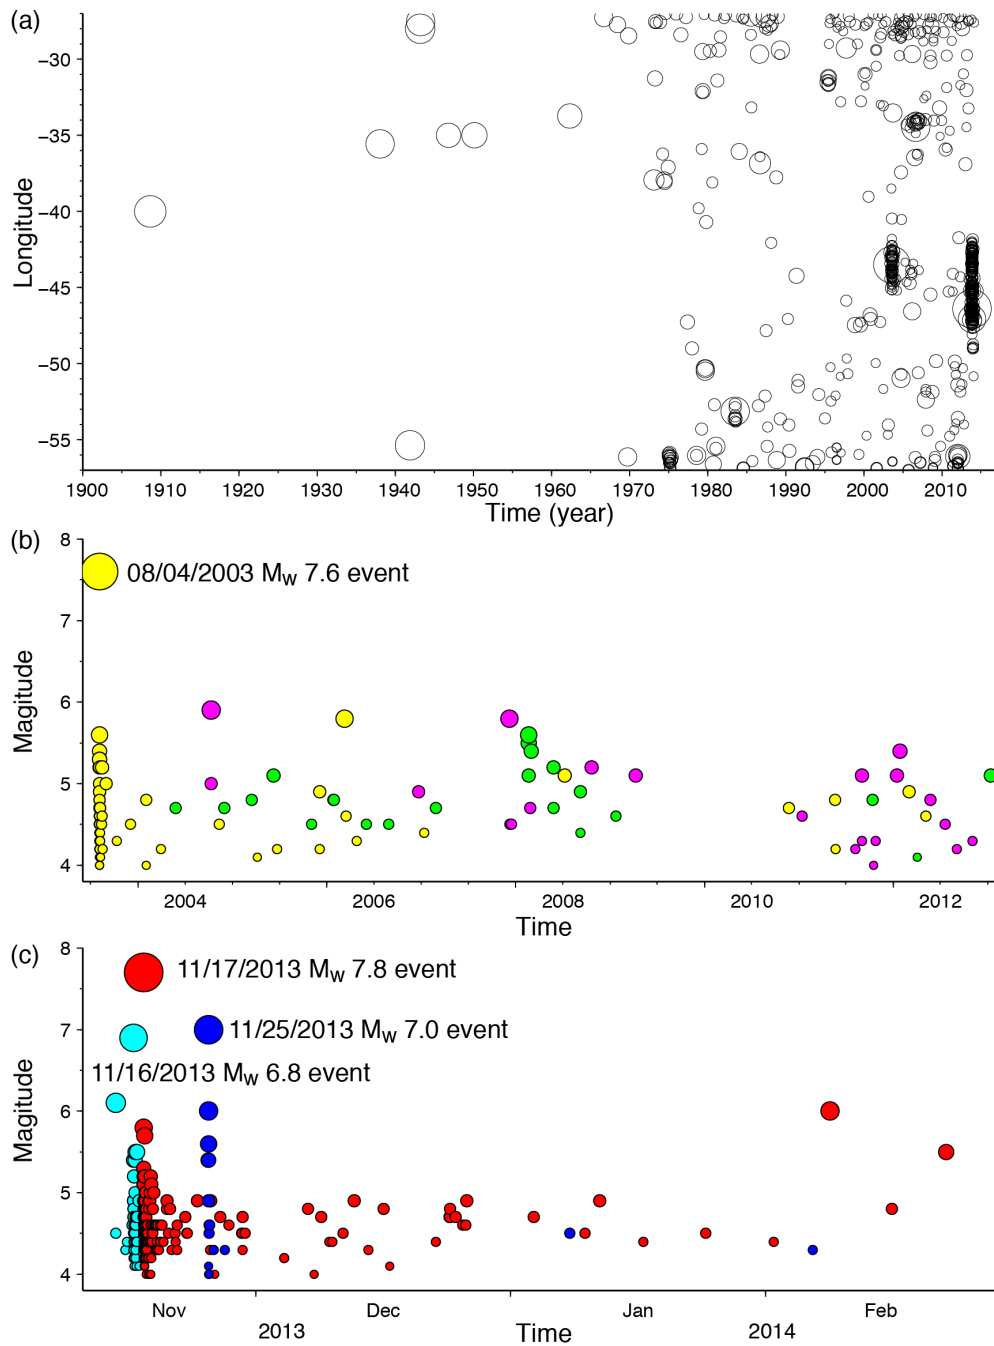 (a)
−30
−35
−40
−45
−50
−55
Longitude
1900 1910 1920 1930 1940 1950 1960 1970 1980 1990 2000 2010
Time (year)
(b)
8
7
6
5
4
Magitude
08/04/2003 Mw 7.6 event
2004 2006 2008 2010 2012
Time
(c)
8
7
6
5
4
Magitude
11/17/2013 Mw 7.8 event
11/25/2013 Mw 7.0 event
11/16/2013 Mw 6.8 event
Nov Dec Jan Feb
2013 2014
Time